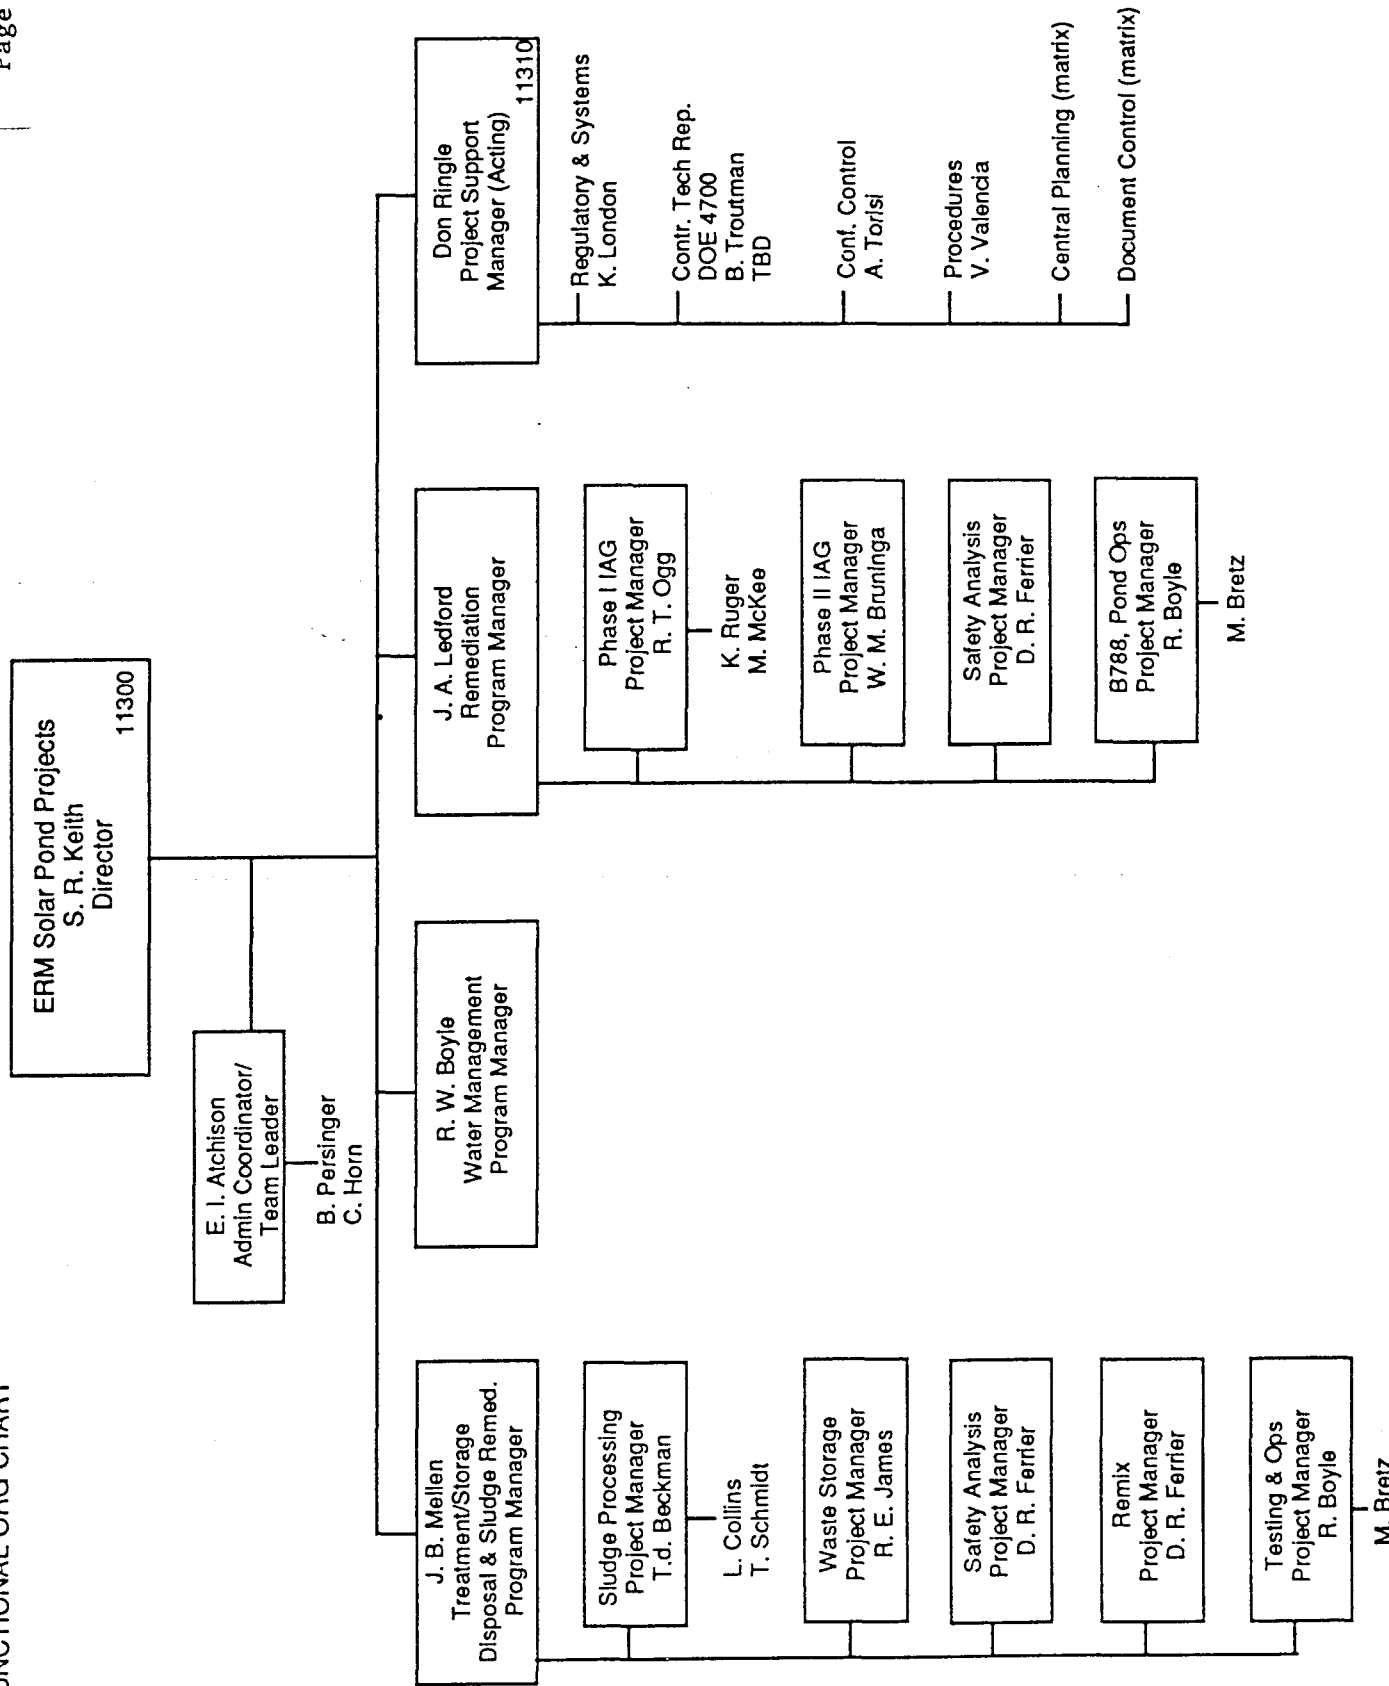 Page
FUNCTIONAL ORG CHART
ERM Solar Pond Projects
S. R. Keith
Director
11300
E. I. Atchison
Admin Coordinator/
Team Leader
B. Persinger
C. Horn
J. B. Mellen
Treatment/Storage
Disposal & Sludge Remed.
Program Manager
Sludge Processing
Project Manager
T.d. Beckman
L. Collins
T. Schmidt
Waste Storage
Project Manager
R. E. James
Safety Analysis
Project Manager
D. R. Ferrier
Remix
Project Manager
D. R. Ferrier
Testing & Ops
Project Manager
R. Boyle
M. Bretz
R. W. Boyle
Water Management
Program Manager
J. A. Ledford
Remediation
Program Manager
Phase I IAG
Project Manager
R. T. Ogg
K. Ruger
M. McKee
Phase II IAG
Project Manager
W. M. Bruninga
Safety Analysis
Project Manager
D. R. Ferrier
B788, Pond Ops
Project Manager
R. Boyle
M. Bretz
Don Ringle
Project Support
Manager (Acting)
11310
Regulatory & Systems
K. London
Contr. Tech Rep.
DOE 4700
B. Troutman
TBD
Conf. Control
A. Torisi
Procedures
V. Valencia
Central Planning (matrix)
Document Control (matrix)